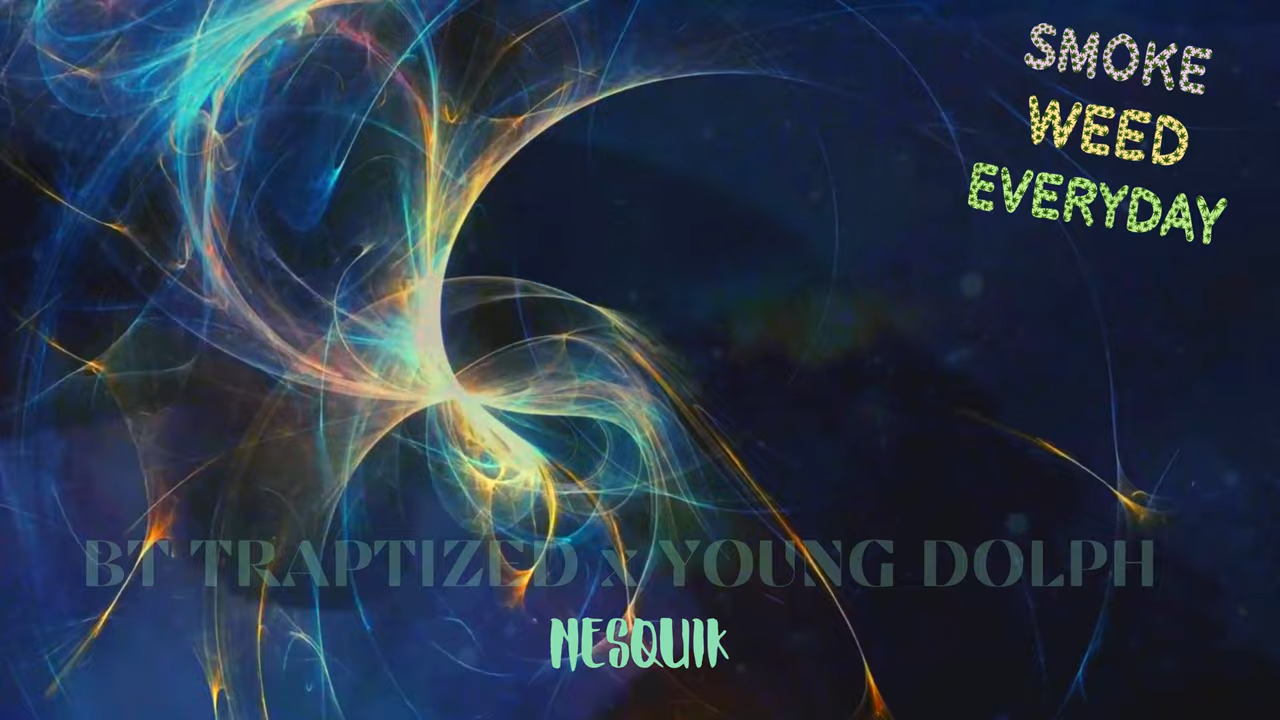 SMOKE
WEED
EVERYDAY
BT TRAPTIZED x YOUNG DOLPH
NESQUIK